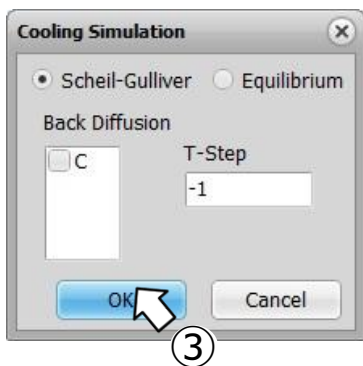 Cooling Simulation
Scheil-Gulliver Equilibrium
Back Diffusion
C
T-Step
-1
OK Cancel
③